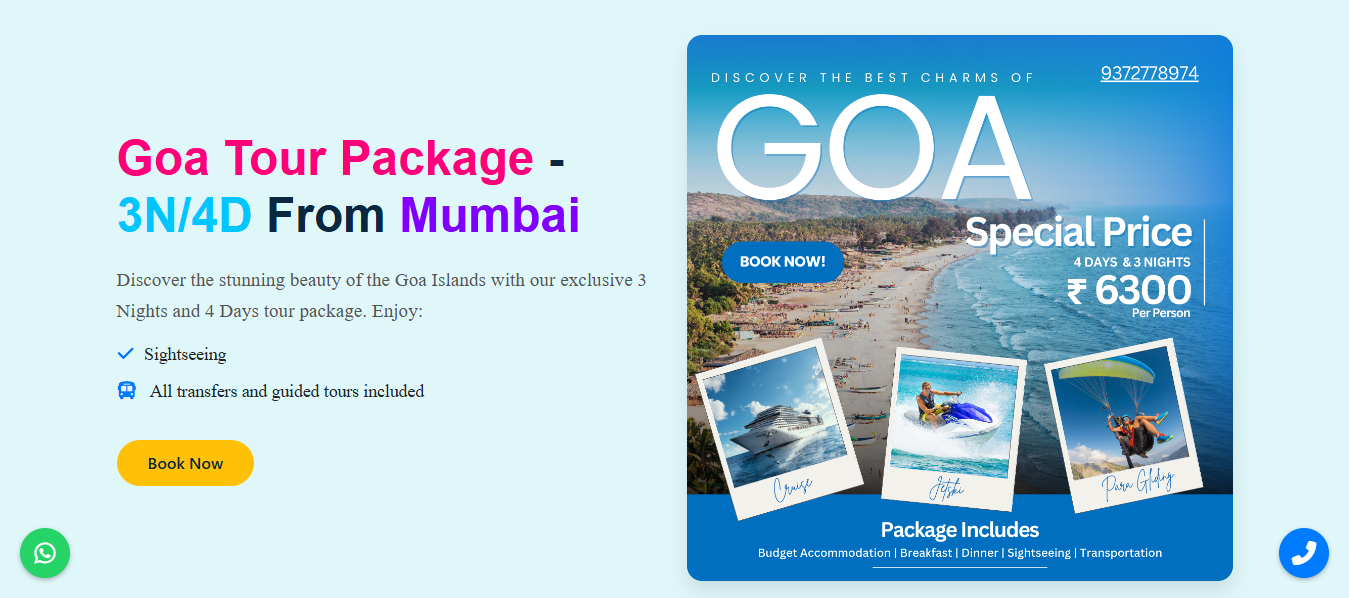 Goa Tour Package -
3N/4D From Mumbai
Discover the stunning beauty of the Goa Islands with our exclusive 3
Nights and 4 Days tour package. Enjoy:
Sightseeing
All transfers and guided tours included
Book Now
DISCOVER THE BEST CHARMS OF
9372778974
GOA
Special Price
4 DAYS & 3 NIGHTS
₹ 6300
Per Person
BOOK NOW!
Cruise
Jetski
Para Gliding
Package Includes
Budget Accommodation | Breakfast | Dinner | Sightseeing | Transportation